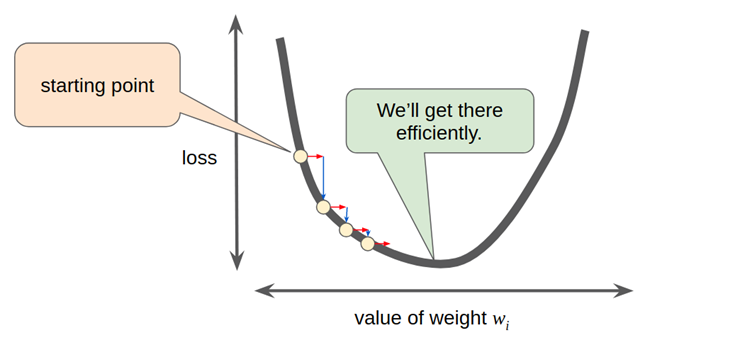 starting point
We'll get there
efficiently.
loss
value of weight wᵢ